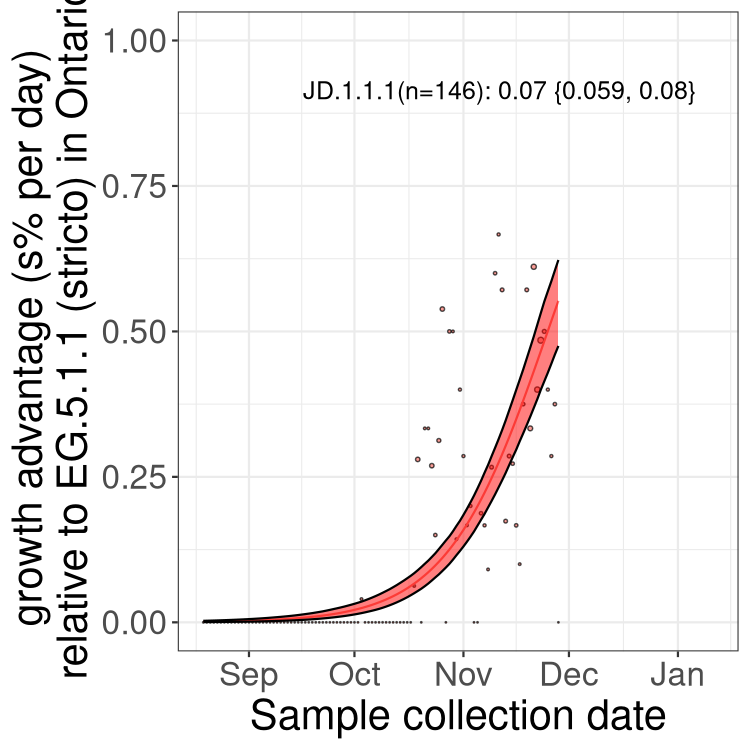 growth advantage (s% per day)
relative to EG.5.1.1 (stricto) in Ontario
1.00
0.75
0.50
0.25
0.00
JD.1.1.1(n=146): 0.07 {0.059, 0.08}
Sep Oct Nov Dec Jan
Sample collection date